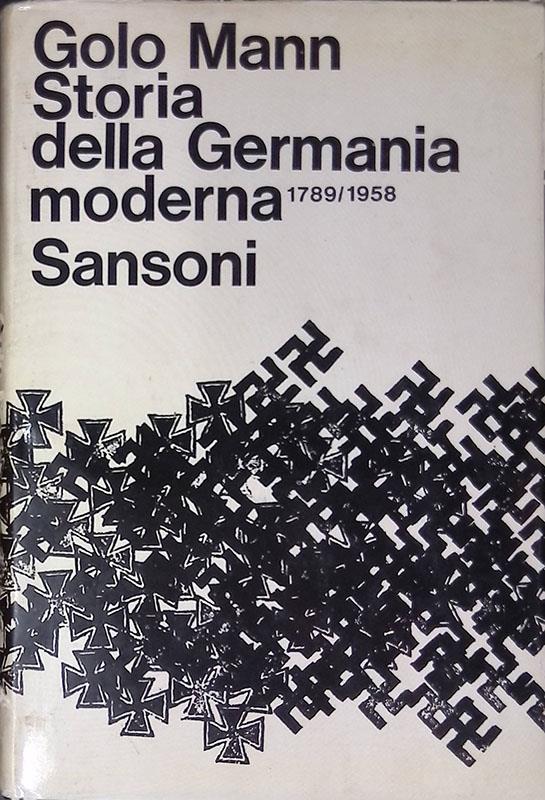 Golo Mann
Storia
della Germania
moderna 1789/1958
Sansoni